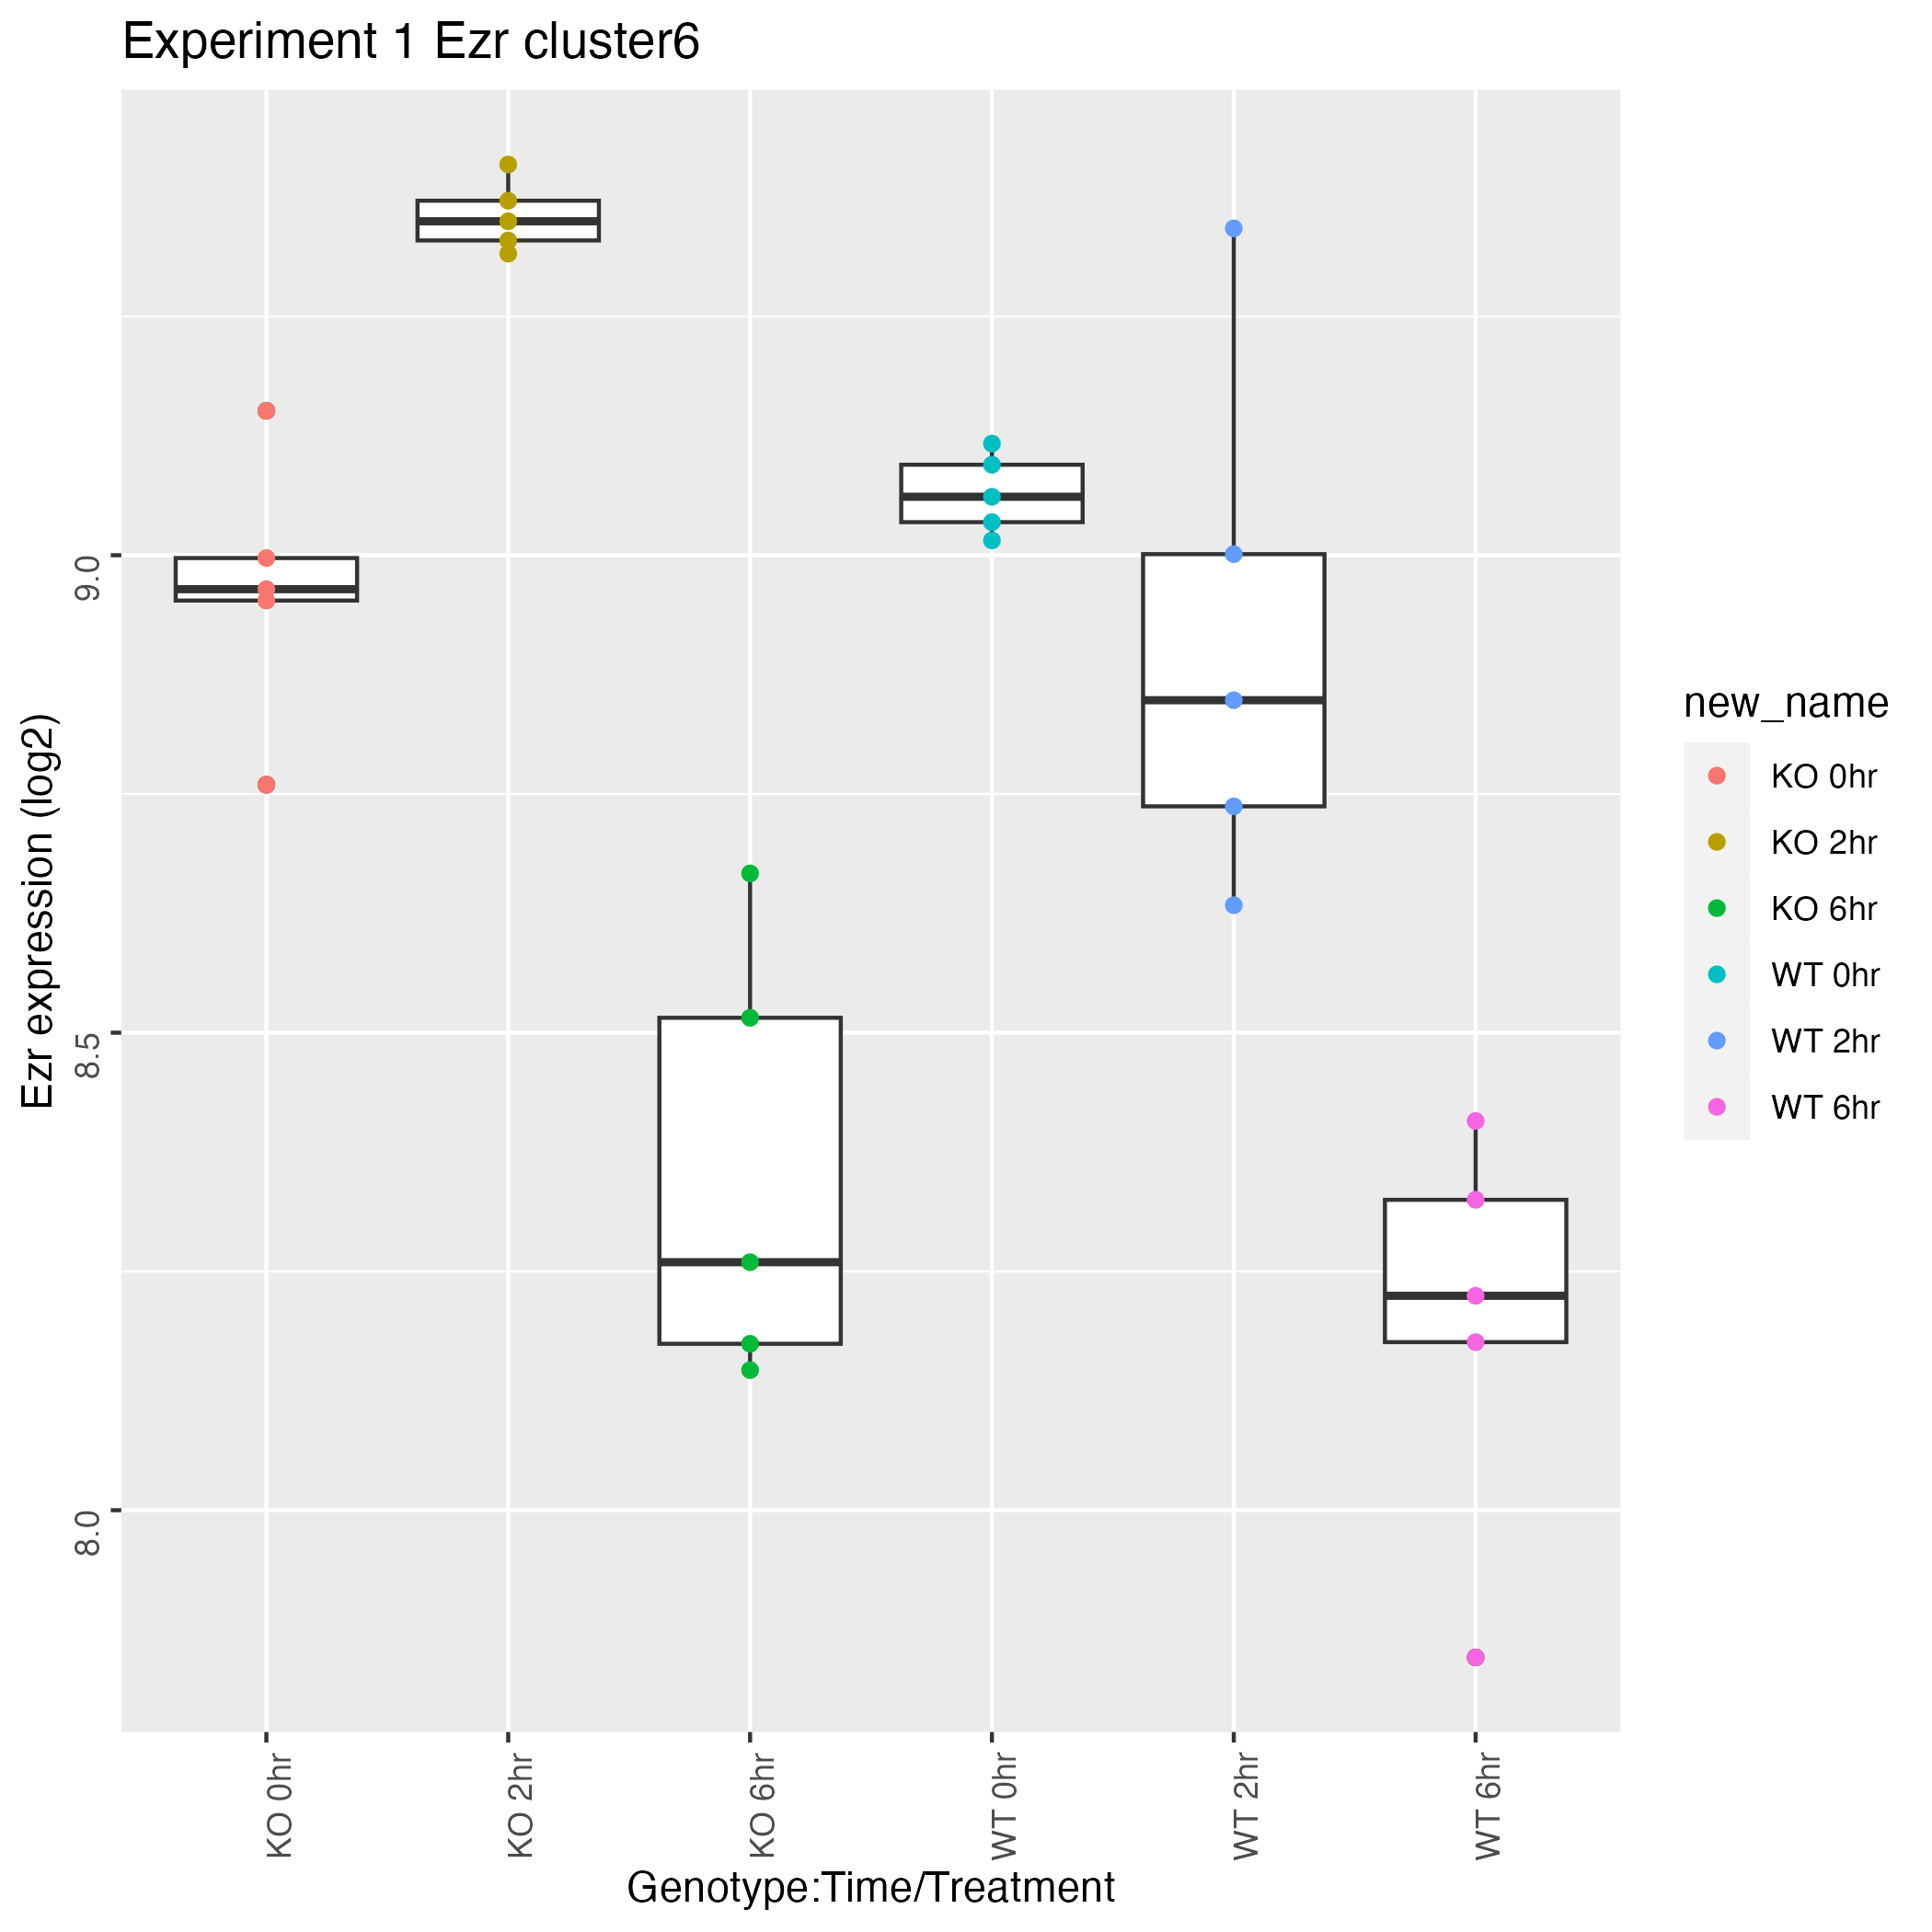 Experiment 1 Ezr cluster6
Ezr expression (log2)
9.0
8.5
8.0
KO 0hr
KO 2hr
KO 6hr
WT 0hr
WT 2hr
WT 6hr
Genotype:Time/Treatment
new_name
KO 0hr
KO 2hr
KO 6hr
WT 0hr
WT 2hr
WT 6hr